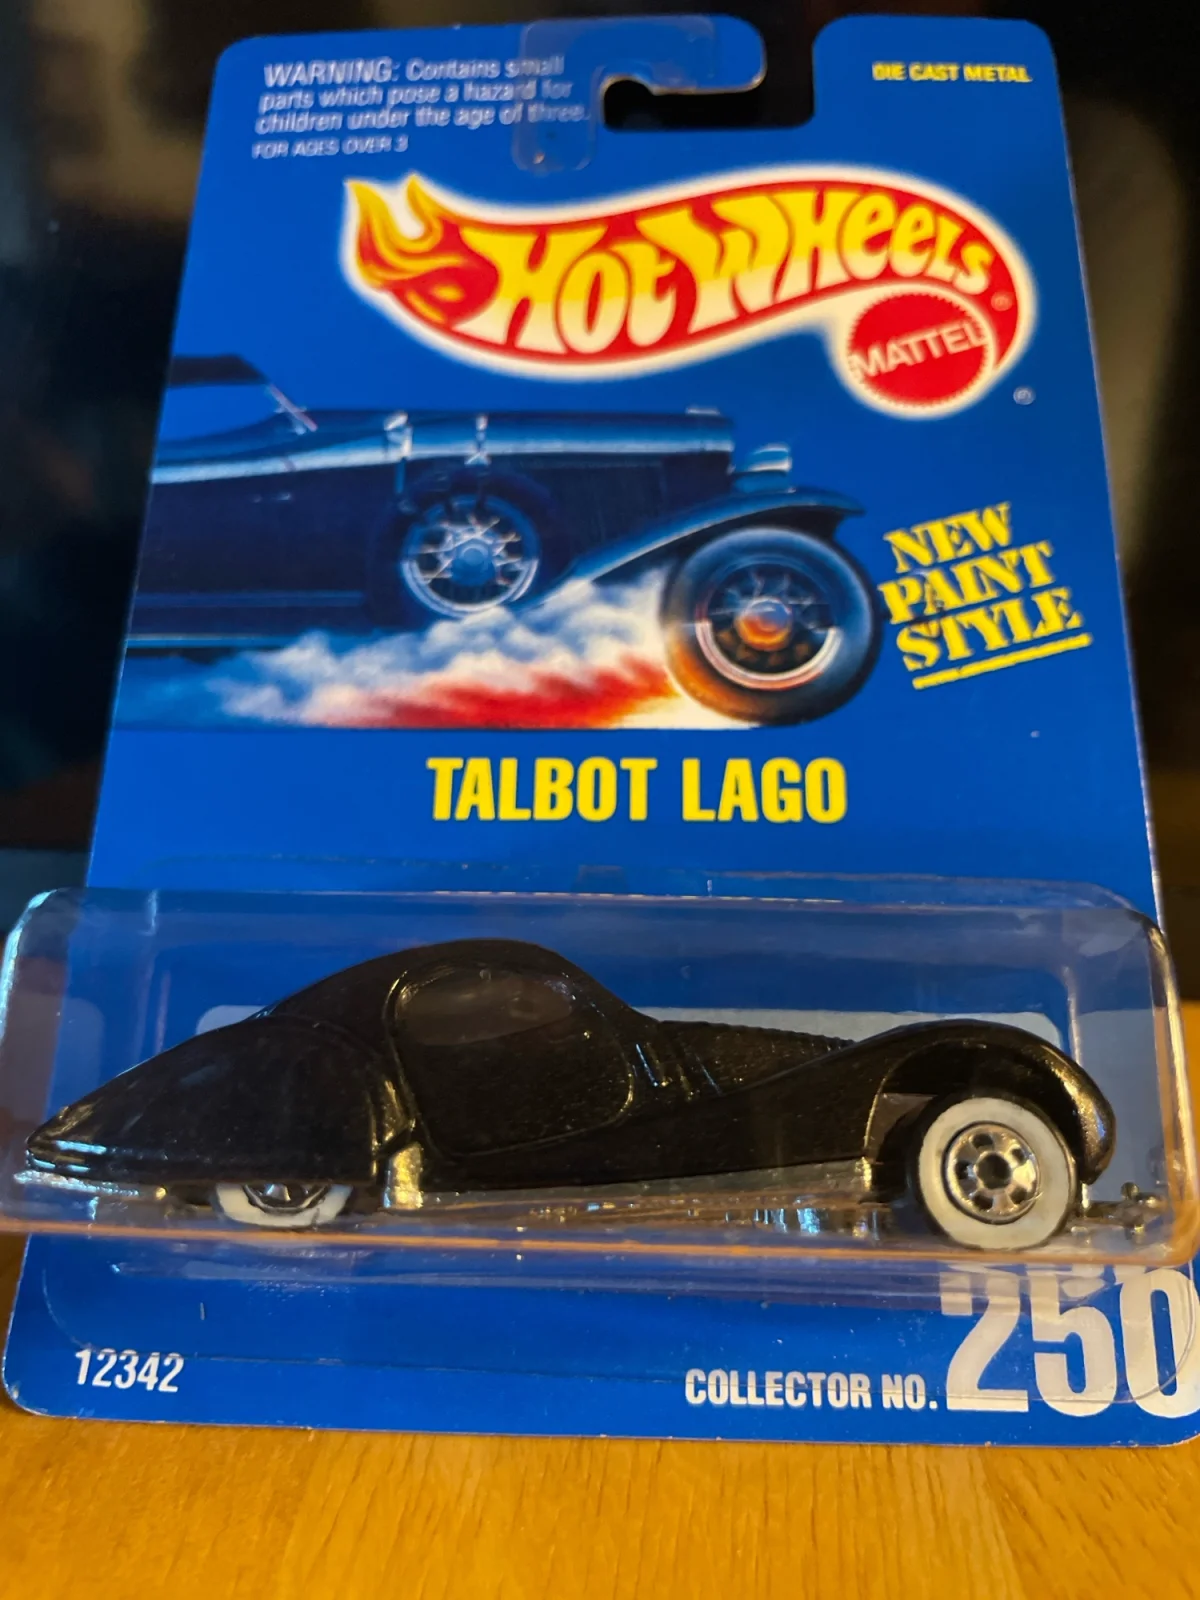 WARNING: Contains small
parts which pose a hazard for
children under the age of three.
FOR AGES OVER 3
DIE CAST METAL
HOT WHEELS®
MATTEL
®
NEW
PAINT
STYLE
TALBOT LAGO
12342
COLLECTOR NO. 250